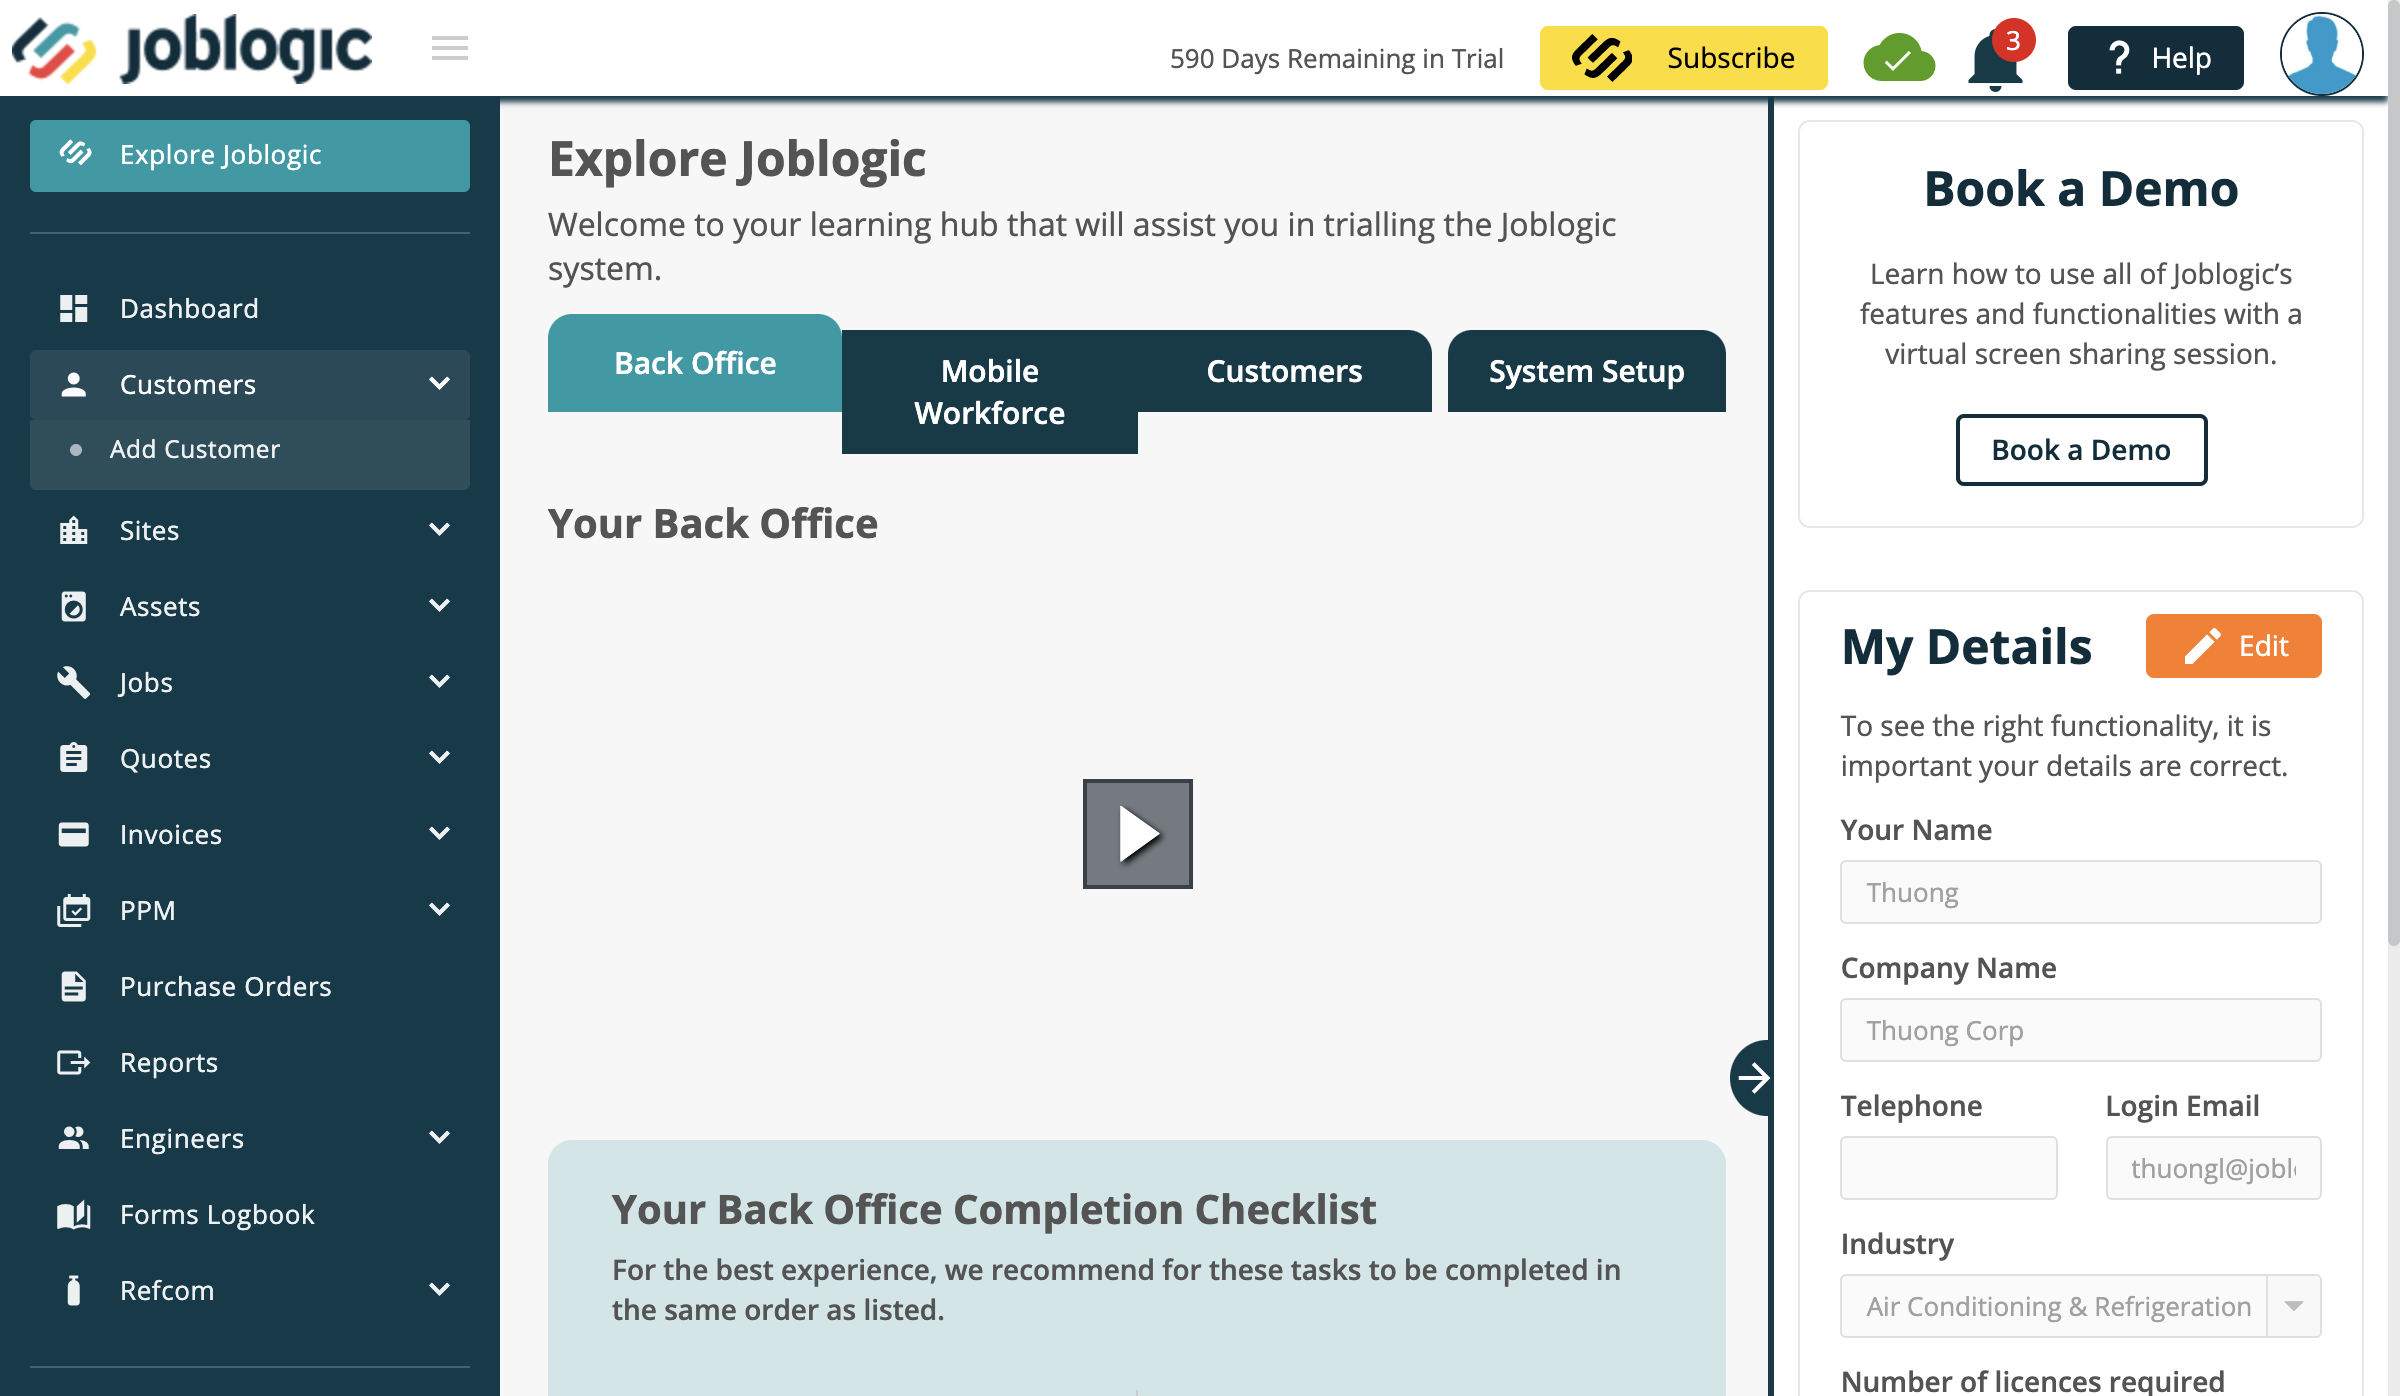 joblogic
590 Days Remaining in Trial
Subscribe
3
? Help
Explore Joblogic
Dashboard
Customers
Add Customer
Sites
Assets
Jobs
Quotes
Invoices
PPM
Purchase Orders
Reports
Engineers
Forms Logbook
Refcom
Explore Joblogic
Welcome to your learning hub that will assist you in trialling the Joblogic
system.
Back Office
Mobile
Workforce
Customers
System Setup
Your Back Office
Your Back Office Completion Checklist
For the best experience, we recommend for these tasks to be completed in
the same order as listed.
Book a Demo
Learn how to use all of Joblogic’s
features and functionalities with a
virtual screen sharing session.
Book a Demo
My Details
Edit
To see the right functionality, it is
important your details are correct.
Your Name
Thuong
Company Name
Thuong Corp
Telephone
Login Email
thuongl@jobl
Industry
Air Conditioning & Refrigeration
Number of licences required